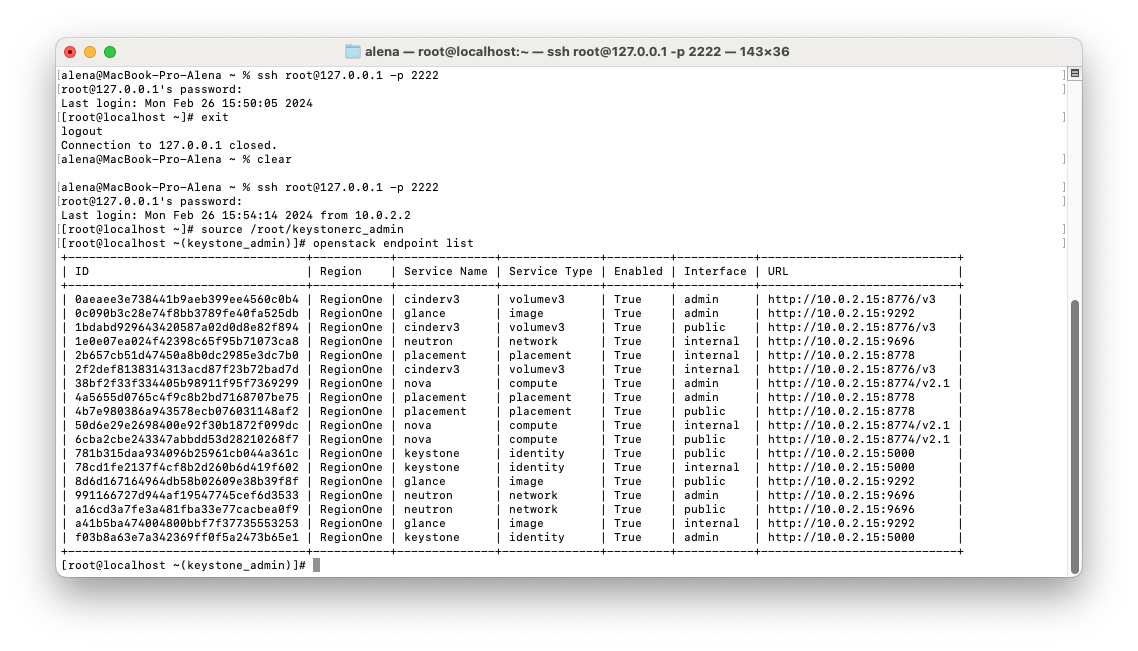 alena — root@localhost:~ — ssh root@127.0.0.1 -p 2222 — 143×36
[alena@MacBook-Pro-Alena ~ % ssh root@127.0.0.1 -p 2222 ]
[root@127.0.0.1's password: ]
Last login: Mon Feb 26 15:50:05 2024
[[root@localhost ~]# exit ]
logout
Connection to 127.0.0.1 closed.
[alena@MacBook-Pro-Alena ~ % clear ]
[alena@MacBook-Pro-Alena ~ % ssh root@127.0.0.1 -p 2222 ]
[root@127.0.0.1's password: ]
Last login: Mon Feb 26 15:54:14 2024 from 10.0.2.2
[[root@localhost ~]# source /root/keystonerc_admin ]
[[root@localhost ~(keystone_admin)]# openstack endpoint list ]
+----------------------------------+-----------+--------------+--------------+---------+-----------+----------------------------+
| ID | Region | Service Name | Service Type | Enabled | Interface | URL |
+----------------------------------+-----------+--------------+--------------+---------+-----------+----------------------------+
| 0aeaee3e738441b9aeb399ee4560c0b4 | RegionOne | cinderv3 | volumev3 | True | admin | http://10.0.2.15:8776/v3 |
| 0c090b3c28e74f8bb3789fe40fa525db | RegionOne | glance | image | True | admin | http://10.0.2.15:9292 |
| 1bdabd929643420587a02d0d8e82f894 | RegionOne | cinderv3 | volumev3 | True | public | http://10.0.2.15:8776/v3 |
| 1e0e07ea024f42398c65f95b71073ca8 | RegionOne | neutron | network | True | internal | http://10.0.2.15:9696 |
| 2b657cb51d47450a8b0dc2985e3dc7b0 | RegionOne | placement | placement | True | internal | http://10.0.2.15:8778 |
| 2f2def8138314313acd87f23b72bad7d | RegionOne | cinderv3 | volumev3 | True | internal | http://10.0.2.15:8776/v3 |
| 38bf2f33f334405b98911f95f7369299 | RegionOne | nova | compute | True | admin | http://10.0.2.15:8774/v2.1 |
| 4a5655d0765c4f9c8b2bd7168707be75 | RegionOne | placement | placement | True | admin | http://10.0.2.15:8778 |
| 4b7e980386a943578ecb076031148af2 | RegionOne | placement | placement | True | public | http://10.0.2.15:8778 |
| 50d6e29e2698400e92f30b1872f099dc | RegionOne | nova | compute | True | internal | http://10.0.2.15:8774/v2.1 |
| 6cba2cbe243347abbdd53d28210268f7 | RegionOne | nova | compute | True | public | http://10.0.2.15:8774/v2.1 |
| 781b315daa934096b25961cb044a361c | RegionOne | keystone | identity | True | public | http://10.0.2.15:5000 |
| 78cd1fe2137f4cf8b2d260b6d419f602 | RegionOne | keystone | identity | True | internal | http://10.0.2.15:5000 |
| 8d6d167164964db58b02609e38b39f8f | RegionOne | glance | image | True | public | http://10.0.2.15:9292 |
| 991166727d944af19547745cef6d3533 | RegionOne | neutron | network | True | admin | http://10.0.2.15:9696 |
| a16cd3a7fe3a481fba33e77cacbea0f9 | RegionOne | neutron | network | True | public | http://10.0.2.15:9696 |
| a41b5ba474004800bbf7f37735553253 | RegionOne | glance | image | True | internal | http://10.0.2.15:9292 |
| f03b8a63e7a342369ff0f5a2473b65e1 | RegionOne | keystone | identity | True | admin | http://10.0.2.15:5000 |
+----------------------------------+-----------+--------------+--------------+---------+-----------+----------------------------+
[root@localhost ~(keystone_admin)]#